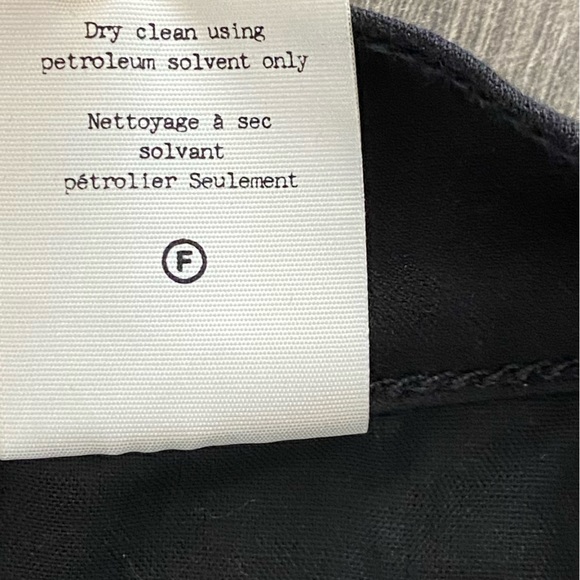 Dry clean using
petroleum solvent only
Nettoyage à sec
solvant
pétrolier Seulement
F